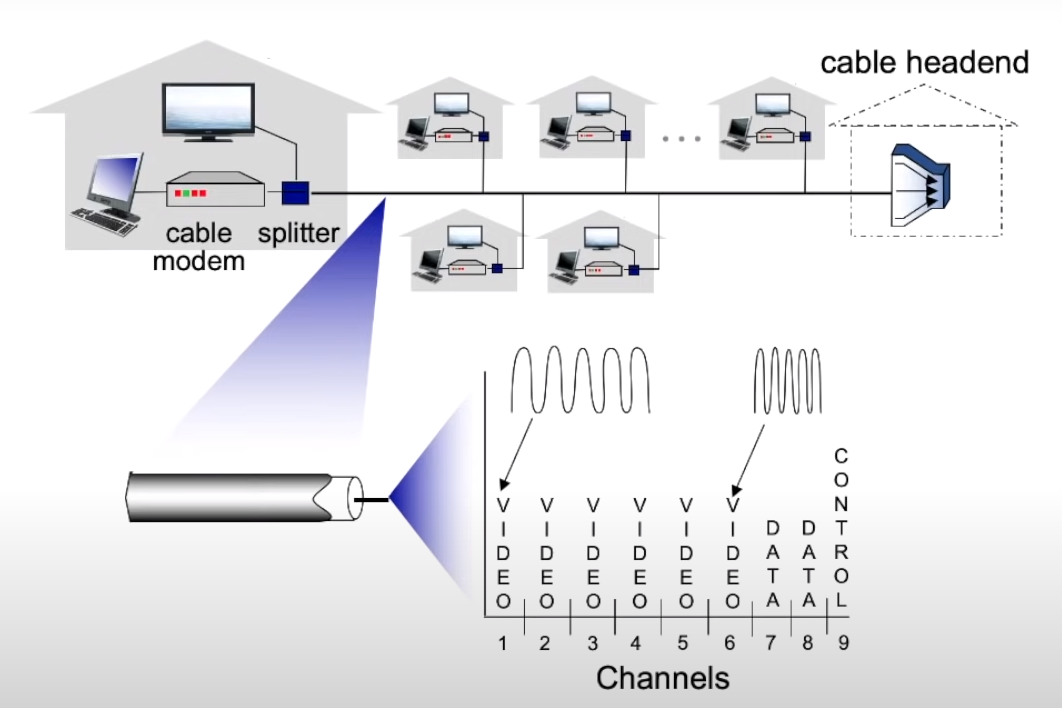 cable headend
cable
modem
splitter
VIDEO
VIDEO
VIDEO
VIDEO
VIDEO
VIDEO
DATA
DATA
CONTROL
1 2 3 4 5 6 7 8 9
Channels